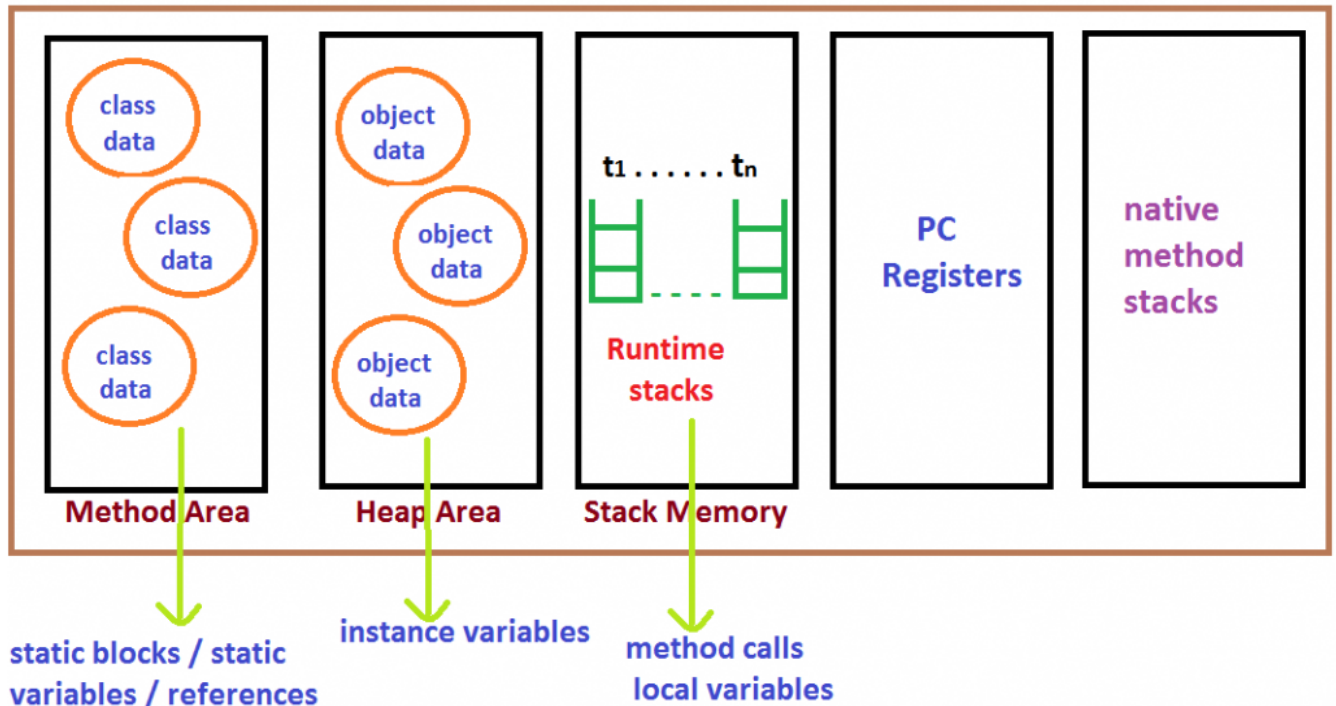 class
data
class
data
class
data
Method Area
object
data
object
data
object
data
Heap Area
t1 . . . . . . tn
Runtime
stacks
Stack Memory
PC
Registers
native
method
stacks
static blocks / static
variables / references
instance variables
method calls
local variables